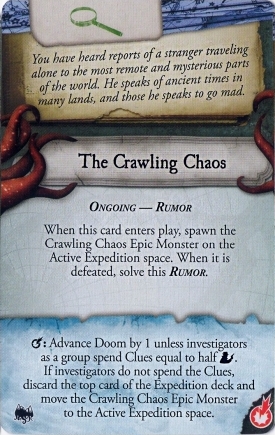 You have heard reports of a stranger traveling
alone to the most remote and mysterious parts
of the world. He speaks of ancient times in
many lands, and those he speaks to go mad.
The Crawling Chaos
ONGOING — RUMOR
When this card enters play, spawn the
Crawling Chaos Epic Monster on the
Active Expedition space. When it is
defeated, solve this RUMOR.
: Advance Doom by 1 unless investigators
as a group spend Clues equal to half .
If investigators do not spend the Clues,
discard the top card of the Expedition deck and
move the Crawling Chaos Epic Monster
to the Active Expedition space.